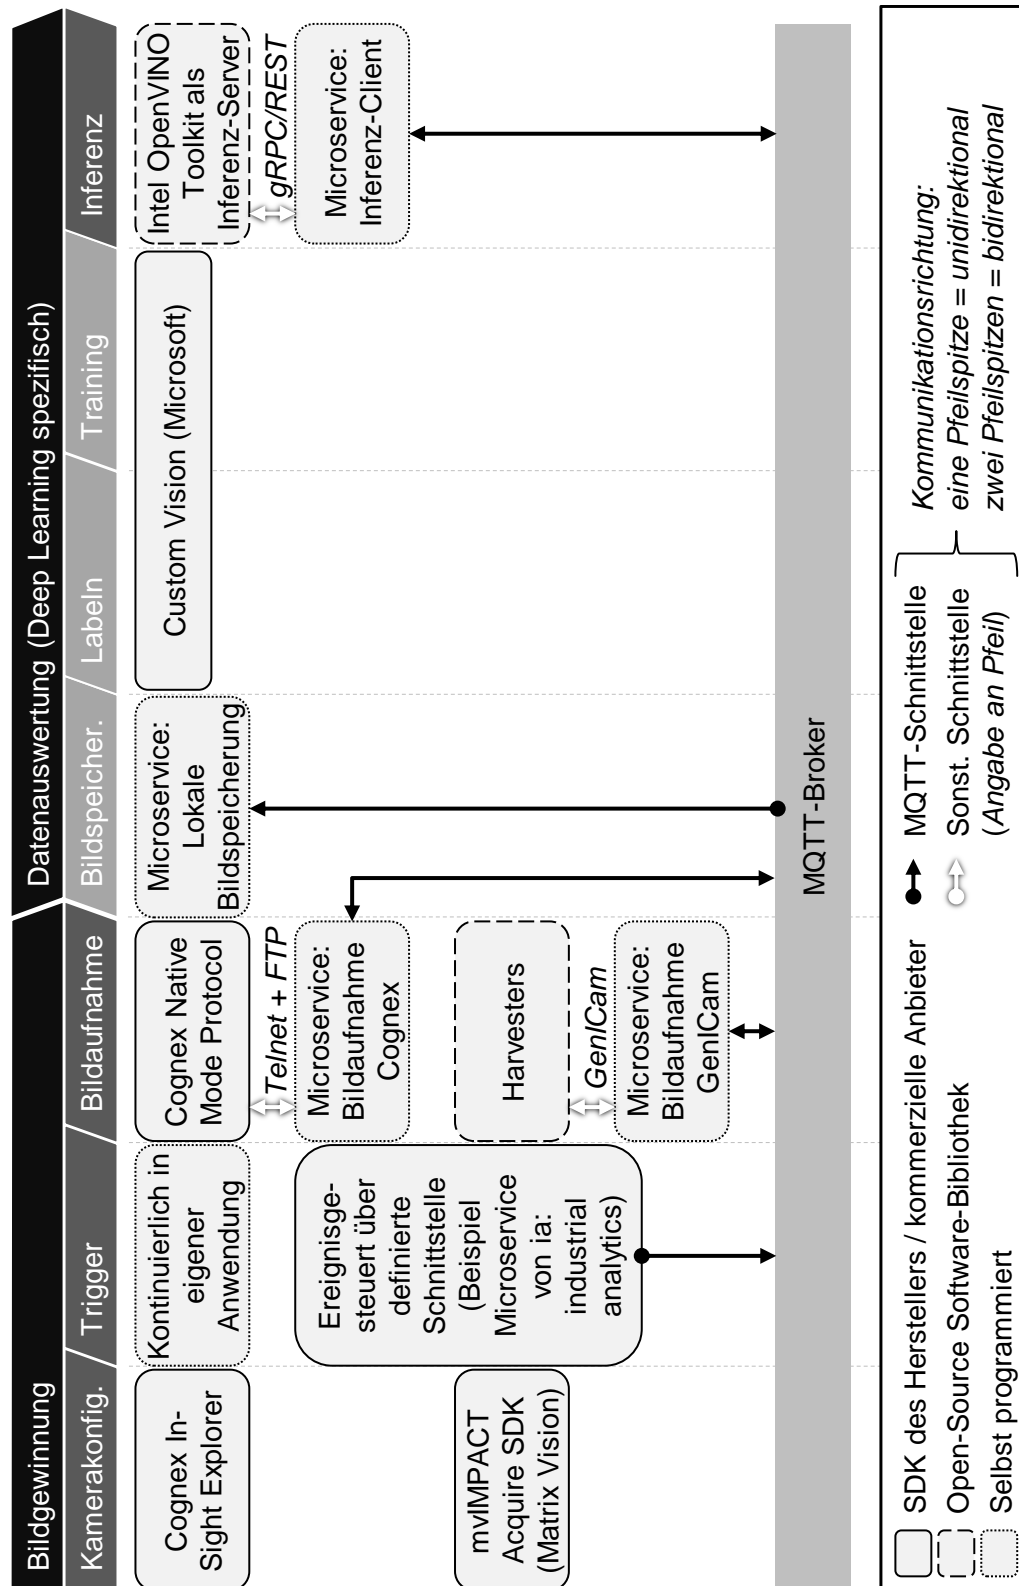 Bildgewinnung
Datenauswertung (Deep Learning spezifisch)
Kamerakonfig.
Trigger
Bildaufnahme
Bildspeicher.
Labeln
Training
Inferenz
Cognex In-
Sight Explorer
Kontinuierlich in
eigener
Anwendung
Cognex Native
Mode Protocol
Microservice:
Lokale
Bildspeicherung
Custom Vision (Microsoft)
Intel OpenVINO
Toolkit als
Inferenz-Server
Telnet + FTP
gRPC/REST
Ereignisge-
steuert über
definierte
Schnittstelle
(Beispiel
Microservice
von ia:
industrial
analytics)
Microservice:
Bildaufnahme
Cognex
Microservice:
Inferenz-Client
mvIMPACT
Acquire SDK
(Matrix Vision)
Harvesters
GenICam
Microservice:
Bildaufnahme
GenICam
MQTT-Broker
SDK des Herstellers / kommerzielle Anbieter
Open-Source Software-Bibliothek
Selbst programmiert
MQTT-Schnittstelle
Sonst. Schnittstelle
(Angabe an Pfeil)
Kommunikationsrichtung:
eine Pfeilspitze = unidirektional
zwei Pfeilspitzen = bidirektional